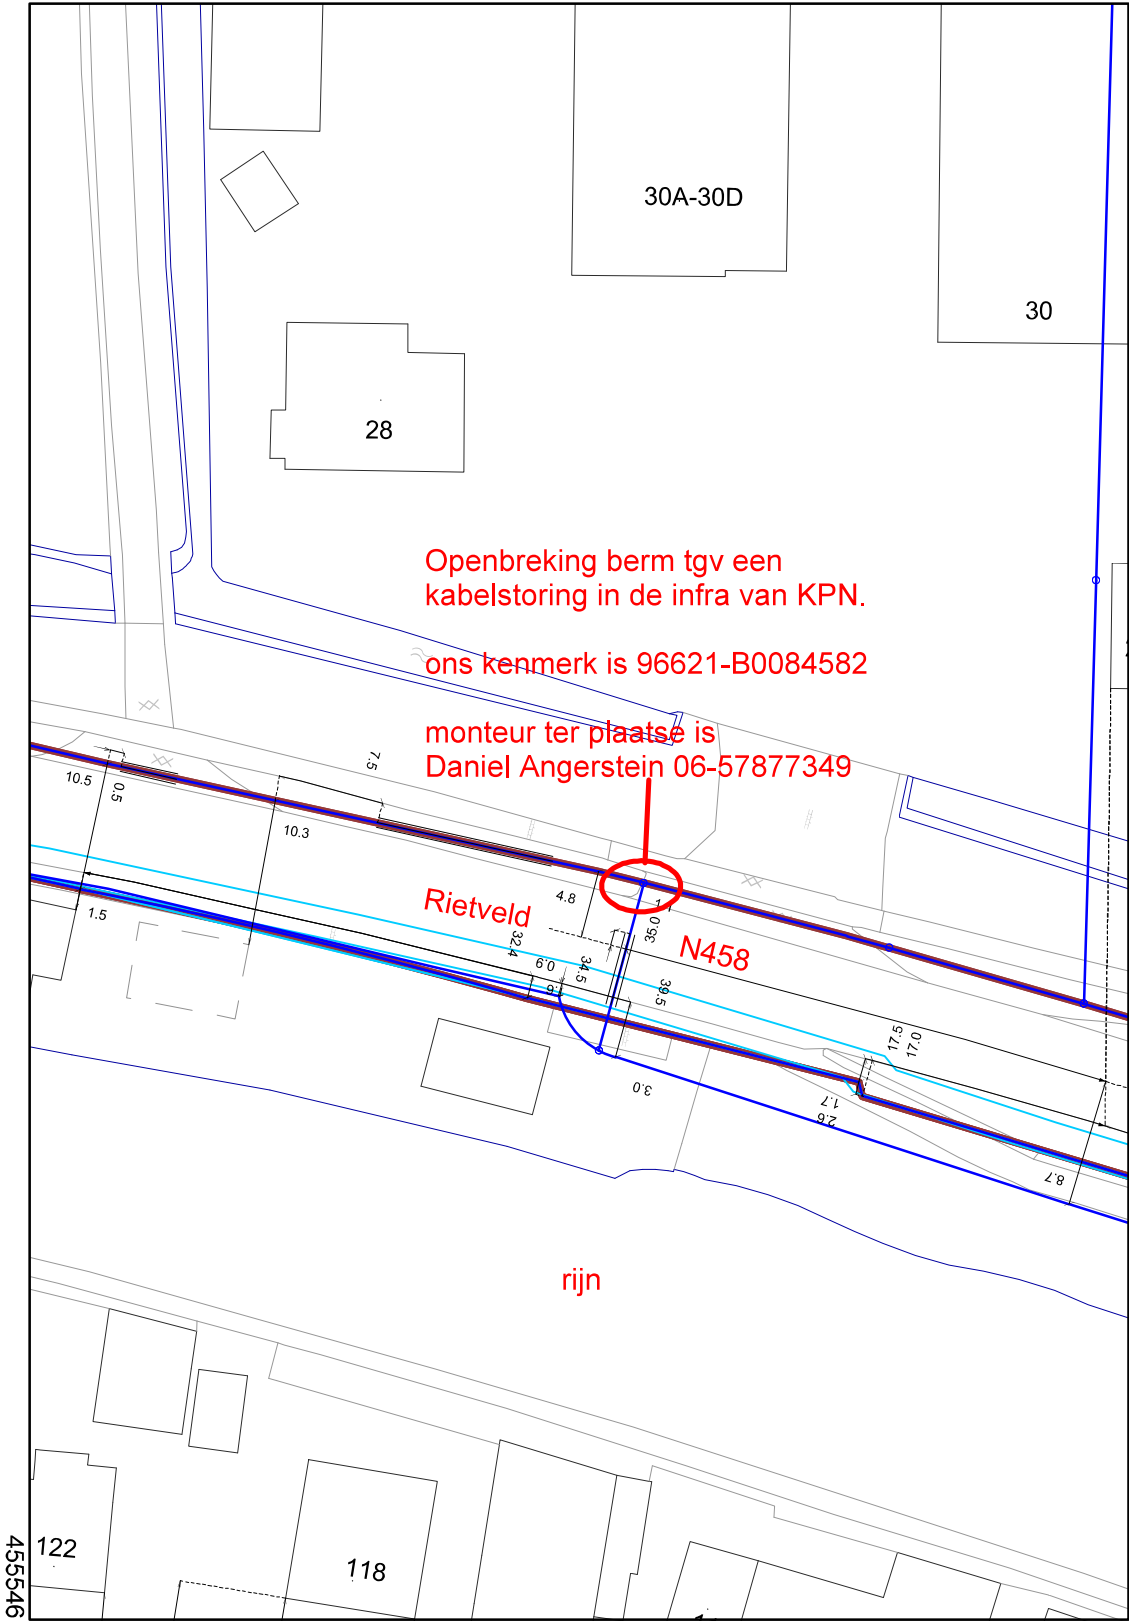 30A-30D
30
28
Openbreking berm tgv een
kabelstoring in de infra van KPN.
ons kenmerk is 96621-B0084582
monteur ter plaatse is
Daniel Angerstein 06-57877349
7.5
10.5
0.5
10.3
4.8
Rietveld
1.5
35.0
N458
32.4
34.5
6.0
39.5
17.5
17.0
3.0
1.7
2.6
8.7
rijn
122
118
455546